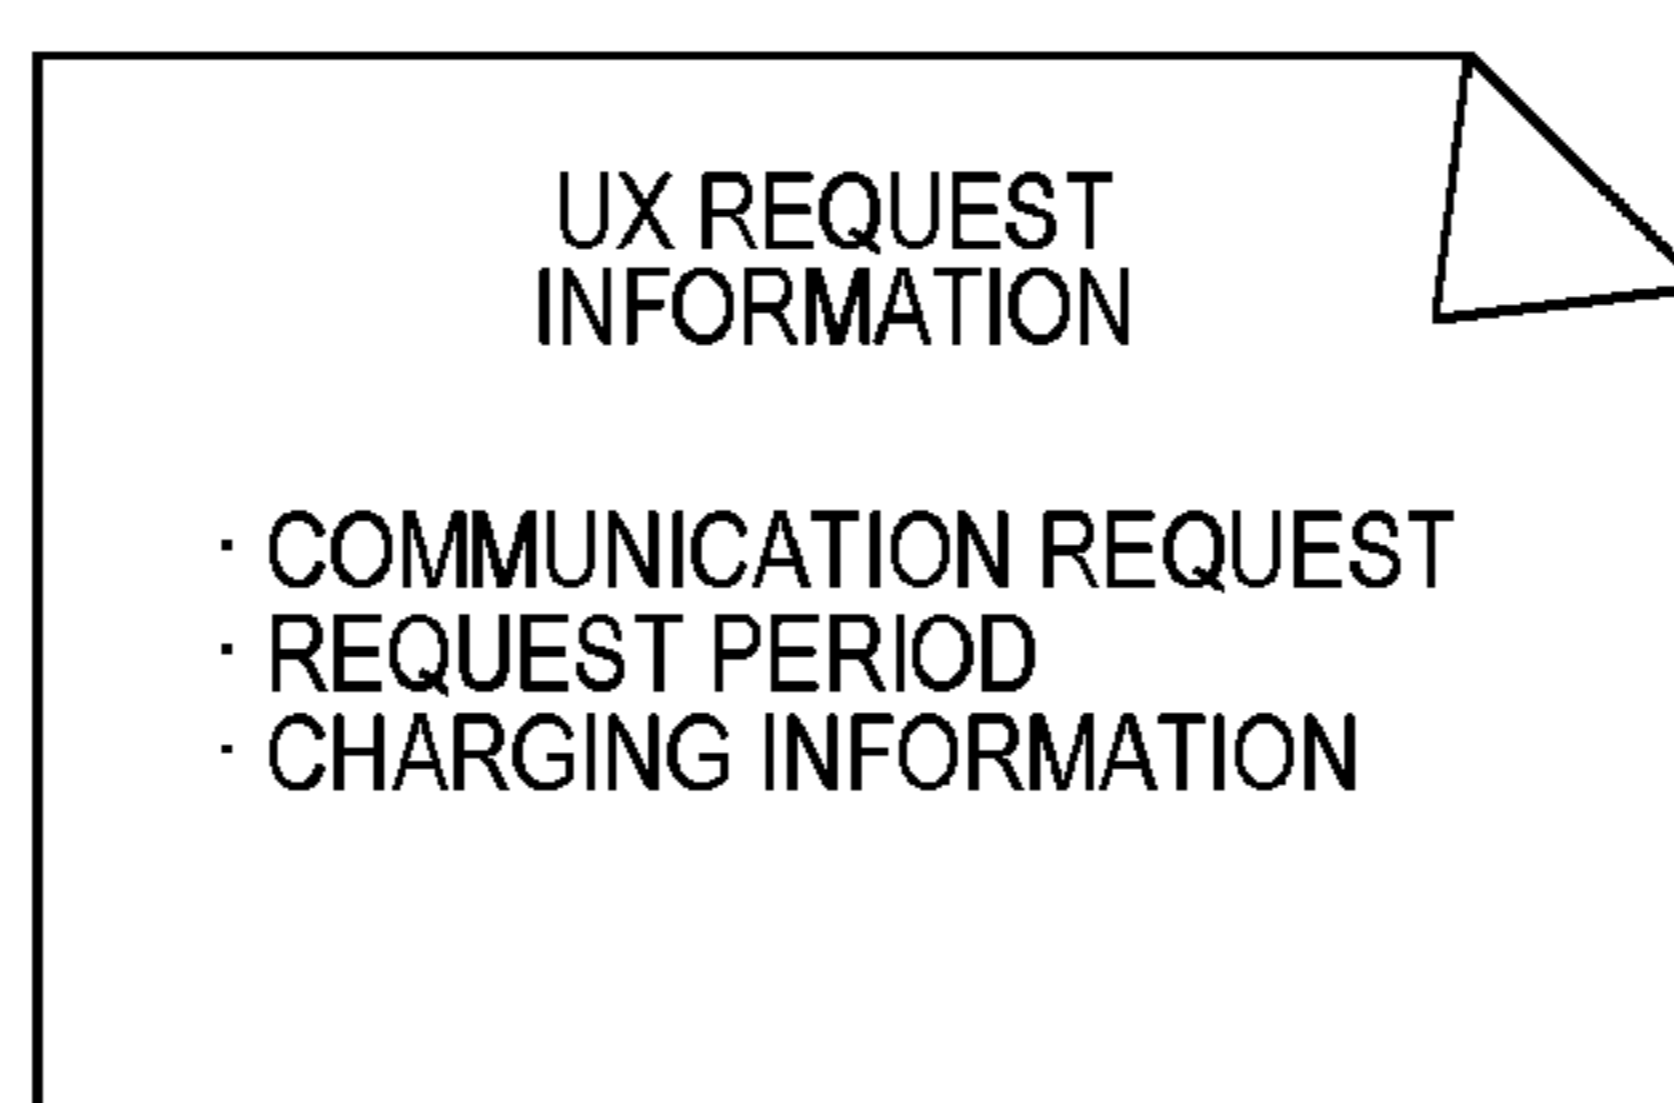 UX REQUEST
INFORMATION
· COMMUNICATION REQUEST
· REQUEST PERIOD
· CHARGING INFORMATION